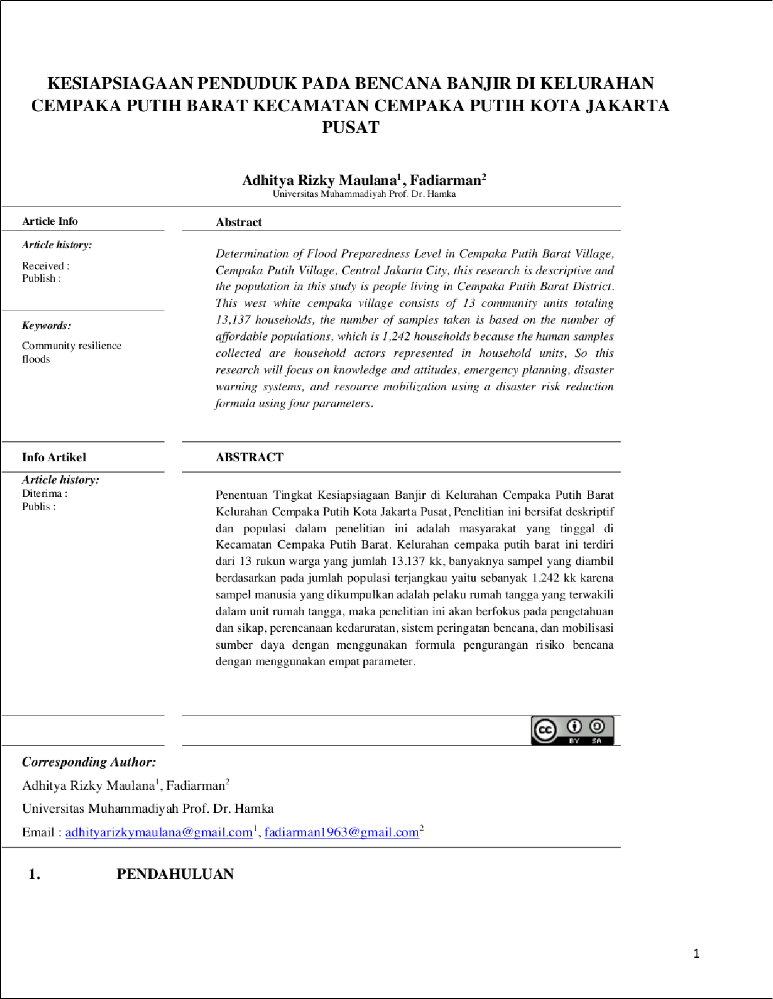 KESIAPSIAGAAN PENDUDUK PADA BENCANA BANJIR DI KELURAHAN
CEMPAKA PUTIH BARAT KECAMATAN CEMPAKA PUTIH KOTA JAKARTA
PUSAT
Adhitya Rizky Maulana¹, Fadiarman²
Universitas Muhammadiyah Prof. Dr. Hamka
Article Info
Article history:
Received :
Publish :
Keywords:
Community resilience
floods
Abstract
Determination of Flood Preparedness Level in Cempaka Putih Barat Village,
Cempaka Putih Village, Central Jakarta City, this research is descriptive and
the population in this study is people living in Cempaka Putih Barat District.
This west white cempaka village consists of 13 community units totaling
13,137 households, the number of samples taken is based on the number of
affordable populations, which is 1,242 households because the human samples
collected are household actors represented in household units, So this
research will focus on knowledge and attitudes, emergency planning, disaster
warning systems, and resource mobilization using a disaster risk reduction
formula using four parameters.
Info Artikel
Article history:
Diterima :
Publis :
ABSTRACT
Penentuan Tingkat Kesiapsiagaan Banjir di Kelurahan Cempaka Putih Barat
Kelurahan Cempaka Putih Kota Jakarta Pusat, Penelitian ini bersifat deskriptif
dan populasi dalam penelitian ini adalah masyarakat yang tinggal di
Kecamatan Cempaka Putih Barat. Kelurahan cempaka putih barat ini terdiri
dari 13 rukun warga yang jumlah 13.137 kk, banyaknya sampel yang diambil
berdasarkan pada jumlah populasi terjangkau yaitu sebanyak 1.242 kk karena
sampel manusia yang dikumpulkan adalah pelaku rumah tangga yang terwakili
dalam unit rumah tangga, maka penelitian ini akan berfokus pada pengetahuan
dan sikap, perencanaan kedaruratan, sistem peringatan bencana, dan mobilisasi
sumber daya dengan menggunakan formula pengurangan risiko bencana
dengan menggunakan empat parameter.
cc
BY SA
Corresponding Author:
Adhitya Rizky Maulana¹, Fadiarman²
Universitas Muhammadiyah Prof. Dr. Hamka
Email : adhityarizkymaulana@gmail.com¹, fadiarman1963@gmail.com²
1. PENDAHULUAN
1